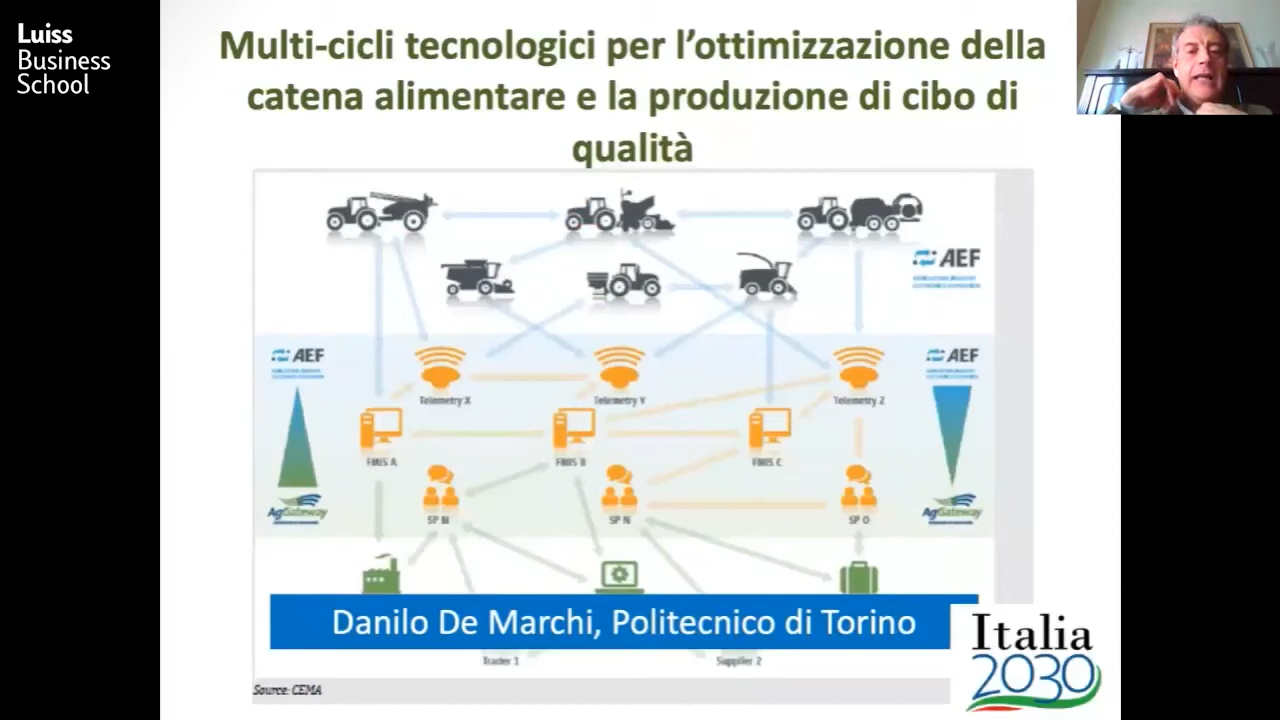 Luiss
Business
School
Multi-cicli tecnologici per l'ottimizzazione della
catena alimentare e la produzione di cibo di
qualità
AEF
AEF
AEF
Telemetry X
Telemetry Y
Telemetry Z
FMIS A
FMIS B
FMIS C
AgGateway
AgGateway
SP M
SP N
SP O
Danilo De Marchi, Politecnico di Torino
Italia
2030
Trader 1
Supplier 2
Source: CEMA